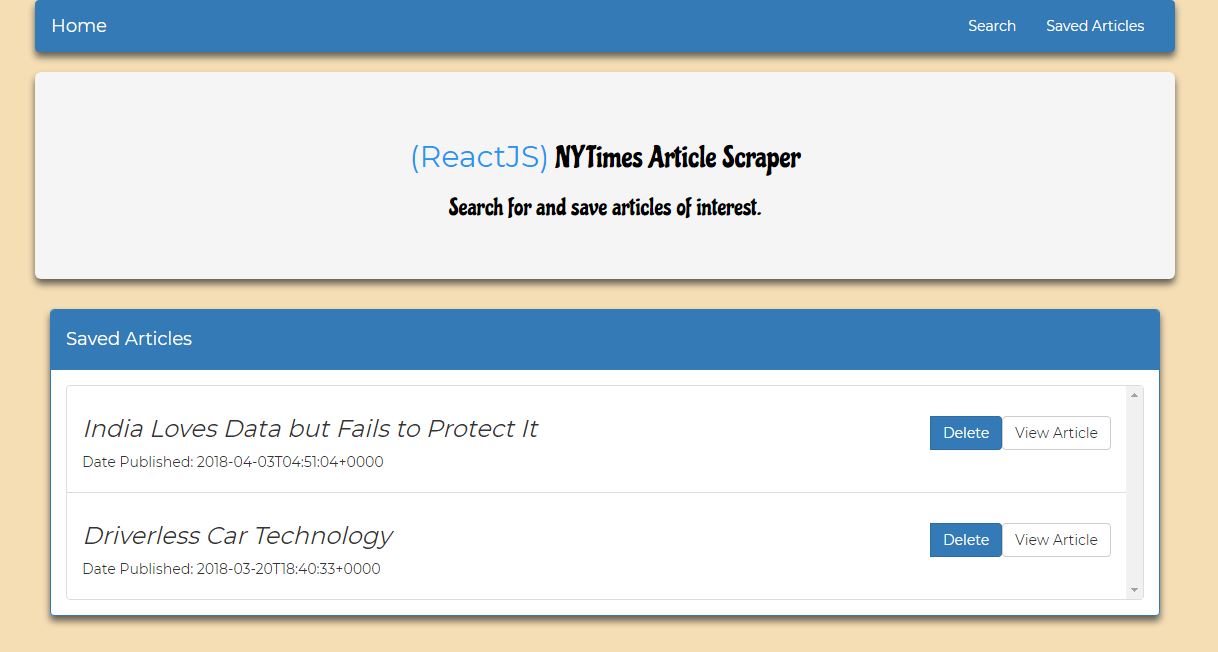 Home Search Saved Articles
(ReactJS) NYTimes Article Scraper
Search for and save articles of interest.
Saved Articles
India Loves Data but Fails to Protect It
Delete View Article
Date Published: 2018-04-03T04:51:04+0000
Driverless Car Technology
Delete View Article
Date Published: 2018-03-20T18:40:33+0000